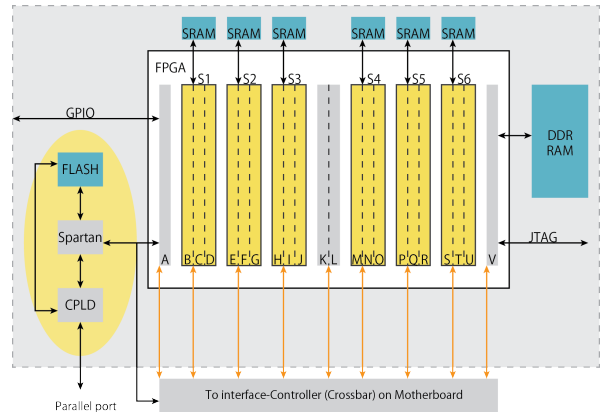 SRAM SRAM SRAM SRAM SRAM SRAM
FPGA
S1 S2 S3 S4 S5 S6
GPIO
DDR
RAM
FLASH
Spartan
JTAG
A B C D E F G H I J K L M N O P Q R S T U V
CPLD
To interface-Controller (Crossbar) on Motherboard
Parallel port